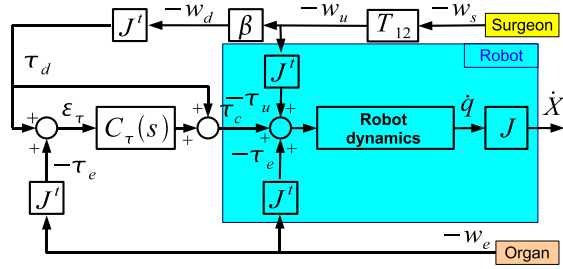 J^t −w_d β −w_u T_12 −w_s Surgeon
Robot
τ_d J^t
−τ_u
+ + + τ_c +
+ ε_τ C_τ(s) + + Robot dynamics q̇ J Ẋ
+ −τ_e −τ_e +
J^t J^t
−w_e
Organ